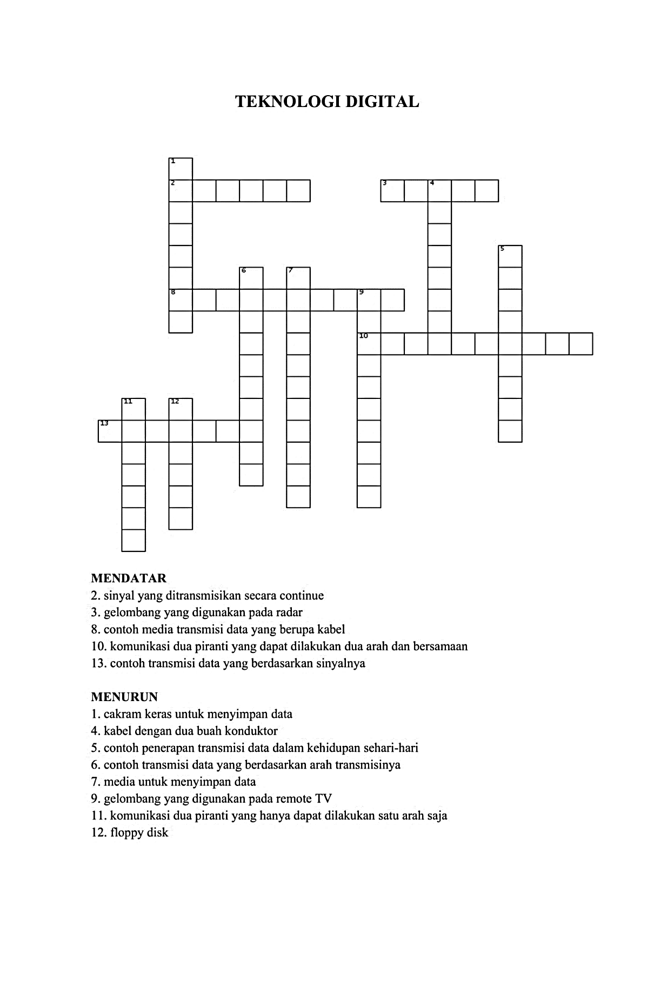 TEKNOLOGI DIGITAL
1
2
3
4
5
6
7
8
9
10
11
12
13
MENDATAR
2. sinyal yang ditransmisikan secara continue
3. gelombang yang digunakan pada radar
8. contoh media transmisi data yang berupa kabel
10. komunikasi dua piranti yang dapat dilakukan dua arah dan bersamaan
13. contoh transmisi data yang berdasarkan sinyalnya
MENURUN
1. cakram keras untuk menyimpan data
4. kabel dengan dua buah konduktor
5. contoh penerapan transmisi data dalam kehidupan sehari-hari
6. contoh transmisi data yang berdasarkan arah transmisinya
7. media untuk menyimpan data
9. gelombang yang digunakan pada remote TV
11. komunikasi dua piranti yang hanya dapat dilakukan satu arah saja
12. floppy disk